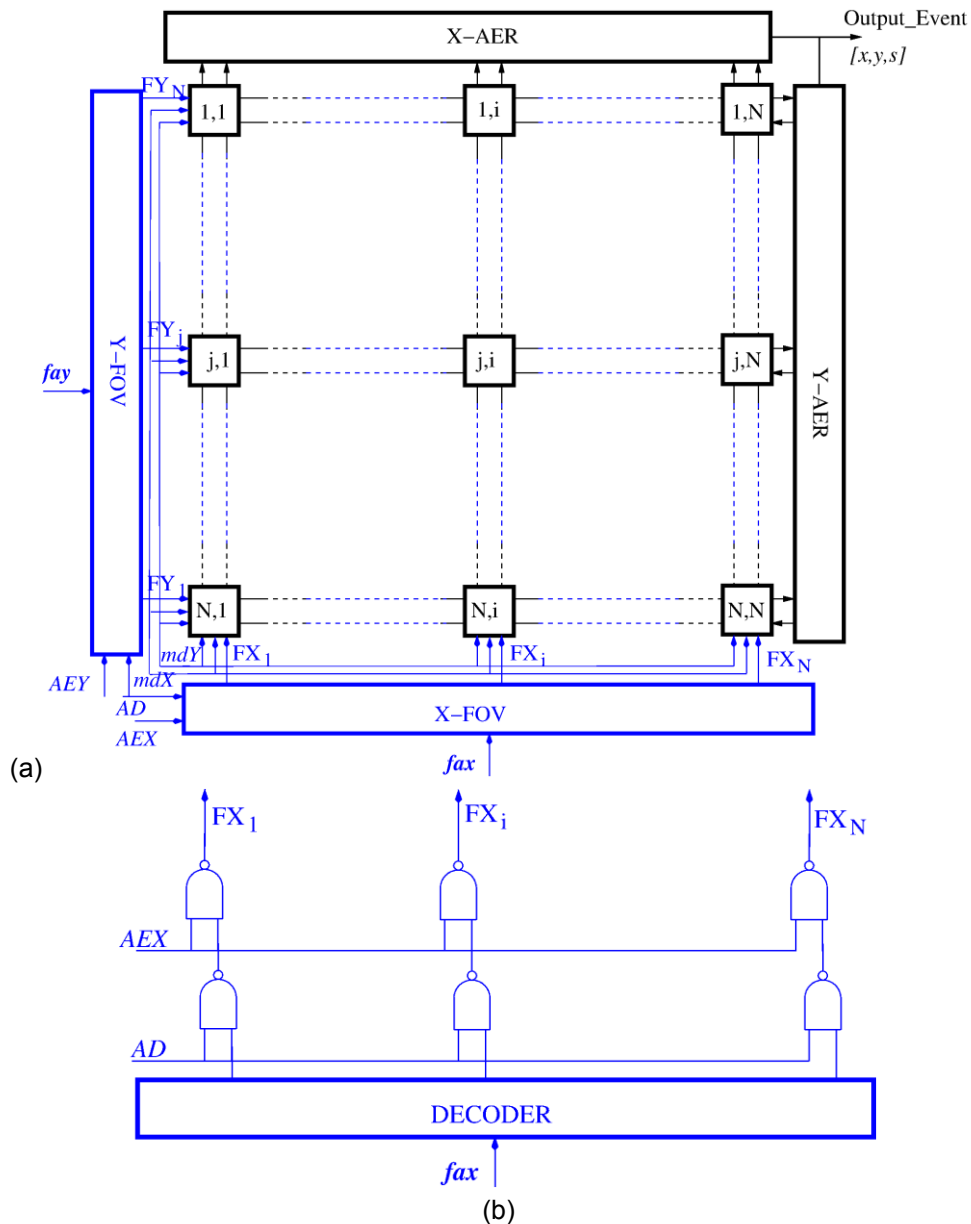 X-AER
Output_Event
[x,y,s]
FY_N
1,1
1,i
1,N
Y-FOV
FY_j
j,1
j,i
j,N
Y-AER
fay
FY_1
N,1
N,i
N,N
mdY
FX_1
FX_i
FX_N
AEY
mdX
AD
X-FOV
AEX
fax
(a)
FX_1
FX_i
FX_N
AEX
AD
DECODER
fax
(b)